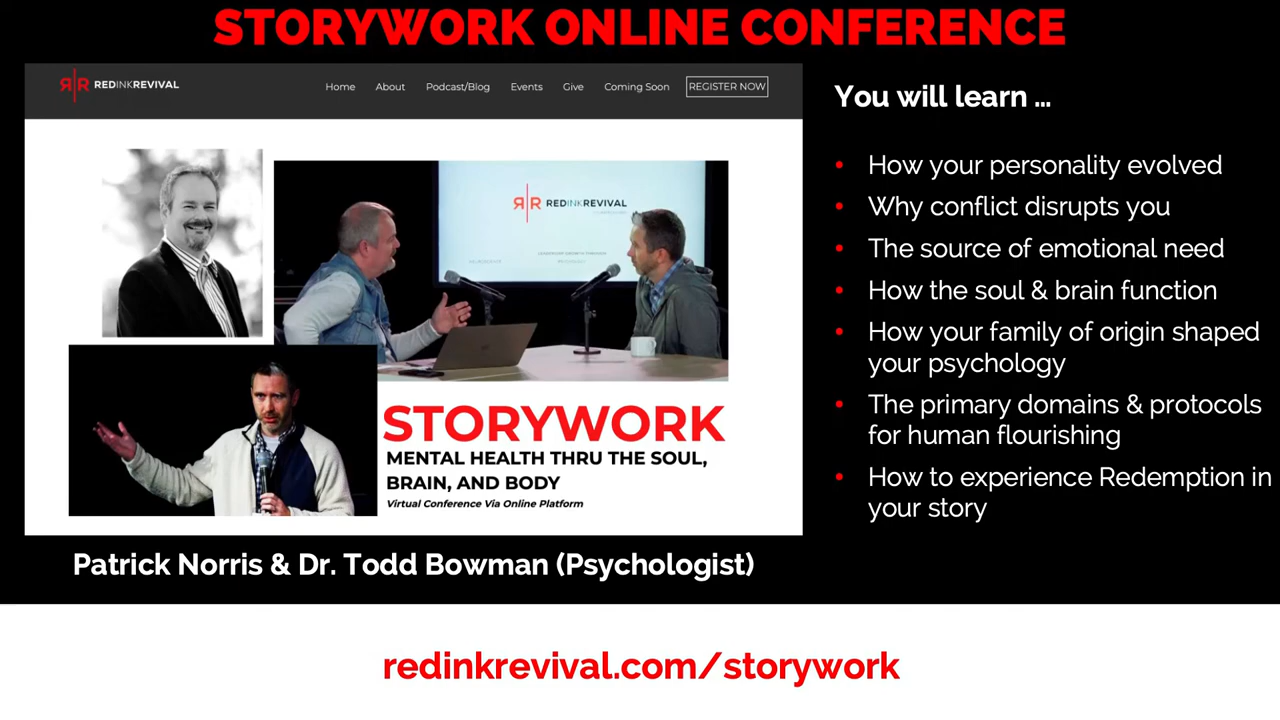 STORYWORK ONLINE CONFERENCE
ЯR REDINKREVIVAL
Home About Podcast/Blog Events Give Coming Soon REGISTER NOW
ЯR REDINKREVIVAL
STORYWORK
MENTAL HEALTH THRU THE SOUL,
BRAIN, AND BODY
Virtual Conference Via Online Platform
Patrick Norris & Dr. Todd Bowman (Psychologist)
You will learn ...
• How your personality evolved
• Why conflict disrupts you
• The source of emotional need
• How the soul & brain function
• How your family of origin shaped
your psychology
• The primary domains & protocols
for human flourishing
• How to experience Redemption in
your story
redinkrevival.com/storywork